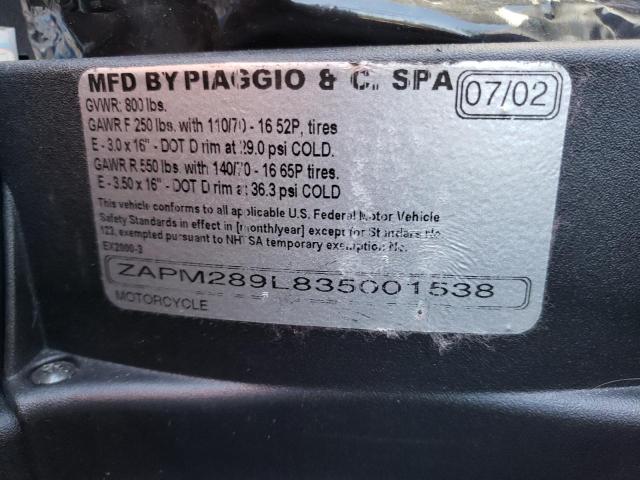 MFD BY PIAGGIO & C. SPA 07/02
GVWR: 800 lbs.
GAWR F 250 lbs. with 110/70 - 16 52P, tires
E - 3.0 x 16" - DOT D rim at 29.0 psi COLD.
GAWR R 550 lbs. with 140/70 - 16 65P tires.
E - 3.50 x 16" - DOT D rim at 36.3 psi COLD
This vehicle conforms to all applicable U.S. Federal Motor Vehicle
Safety Standards in effect in [month/year] except for Standars No
123, exempted pursuant to NHTSA temporary exemption No.
EX2000-3
ZAPM289L835001538
MOTORCYCLE